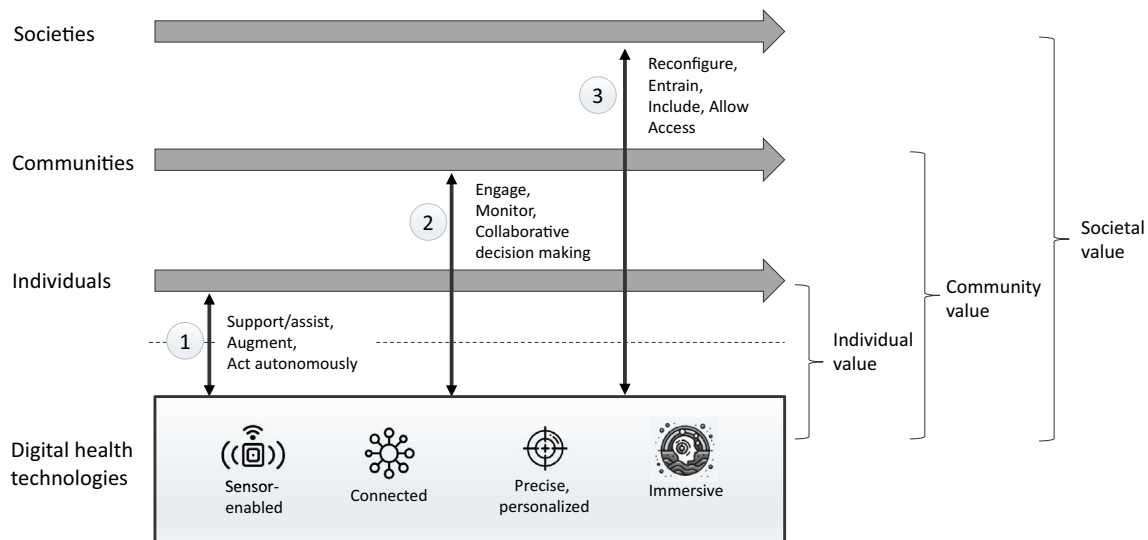 Societies
3
Reconfigure,
Entrain,
Include, Allow
Access
Communities
2
Engage,
Monitor,
Collaborative
decision making
Societal
value
Individuals
Community
value
1
Support/assist,
Augment,
Act autonomously
Individual
value
Digital health
technologies
Sensor-
enabled
Connected
Precise,
personalized
Immersive